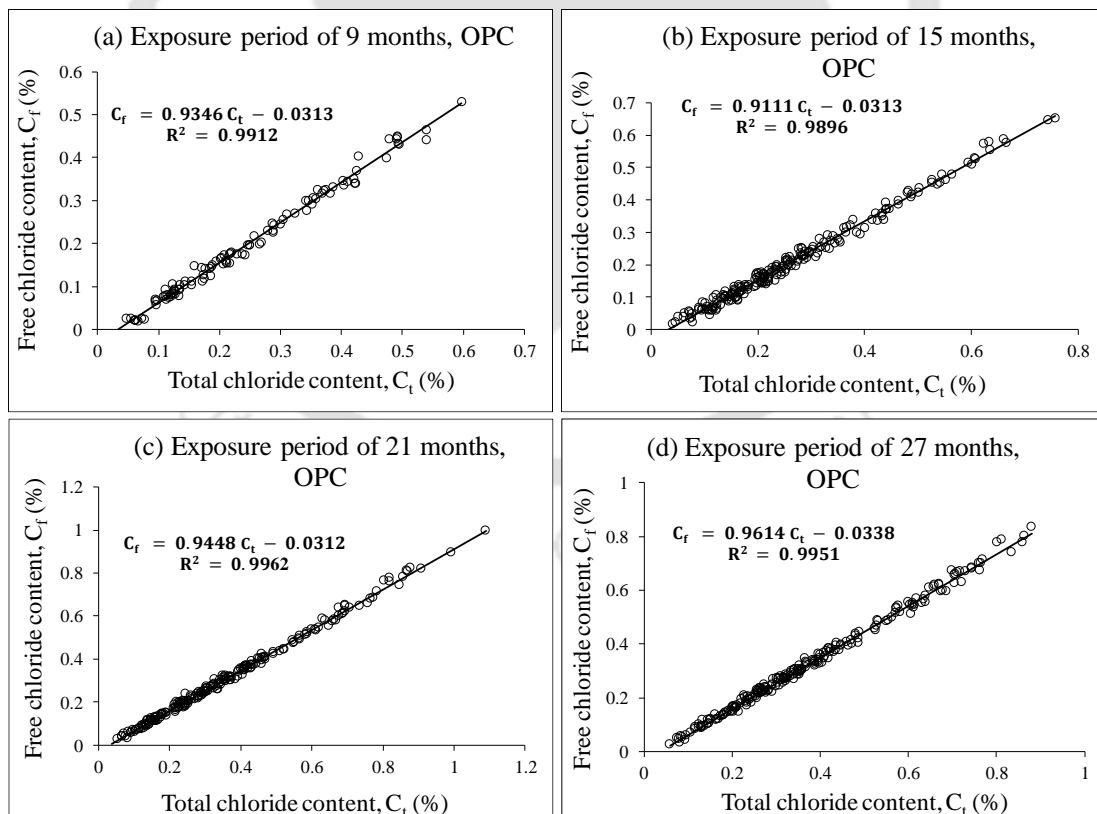 (a) Exposure period of 9 months, OPC
Free chloride content, C_f (%)
0.6
0.5
0.4
0.3
0.2
0.1
0
C_f = 0.9346 C_t − 0.0313
R² = 0.9912
0 0.1 0.2 0.3 0.4 0.5 0.6 0.7
Total chloride content, C_t (%)
(b) Exposure period of 15 months,
OPC
Free chloride content, C_f (%)
0.7
0.6
0.5
0.4
0.3
0.2
0.1
0
C_f = 0.9111 C_t − 0.0313
R² = 0.9896
0 0.2 0.4 0.6 0.8
Total chloride content, C_t (%)
(c) Exposure period of 21 months,
OPC
Free chloride content, C_f (%)
1.2
1
0.8
0.6
0.4
0.2
0
C_f = 0.9448 C_t − 0.0312
R² = 0.9962
0 0.2 0.4 0.6 0.8 1 1.2
Total chloride content, C_t (%)
(d) Exposure period of 27 months,
OPC
Free chloride content, C_f (%)
1
0.8
0.6
0.4
0.2
0
C_f = 0.9614 C_t − 0.0338
R² = 0.9951
0 0.2 0.4 0.6 0.8 1
Total chloride content, C_t (%)